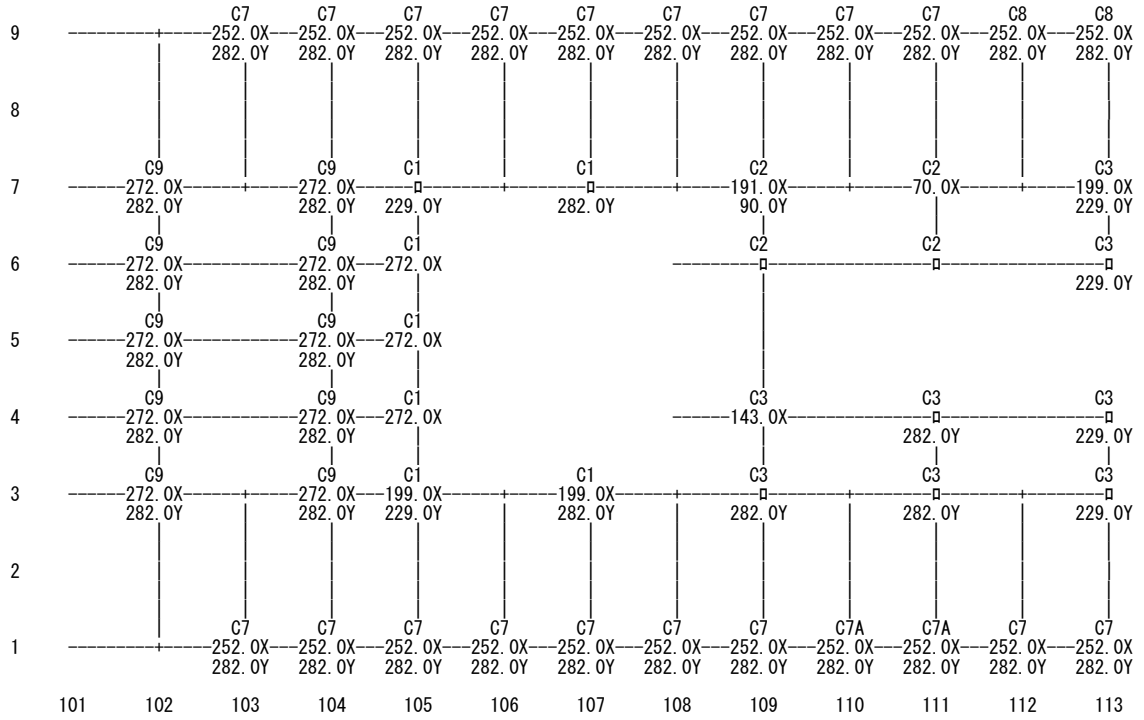 C7 C7 C7 C7 C7 C7 C7 C7 C7 C8 C8
9 252.0X 252.0X 252.0X 252.0X 252.0X 252.0X 252.0X 252.0X 252.0X 252.0X 252.0X
282.0Y 282.0Y 282.0Y 282.0Y 282.0Y 282.0Y 282.0Y 282.0Y 282.0Y 282.0Y 282.0Y
8
C9 C9 C1 C1 C2 C2 C3
7 272.0X 272.0X 191.0X 70.0X 199.0X
282.0Y 282.0Y 229.0Y 282.0Y 90.0Y 229.0Y
C9 C9 C1 C2 C2 C3
6 272.0X 272.0X 272.0X
282.0Y 282.0Y 229.0Y
C9 C9 C1
5 272.0X 272.0X 272.0X
282.0Y 282.0Y
C9 C9 C1 C3 C3 C3
4 272.0X 272.0X 272.0X 143.0X
282.0Y 282.0Y 282.0Y 229.0Y
C9 C9 C1 C1 C3 C3 C3
3 272.0X 272.0X 199.0X 199.0X
282.0Y 282.0Y 229.0Y 282.0Y 282.0Y 282.0Y 229.0Y
2
C7 C7 C7 C7 C7 C7 C7 C7A C7A C7 C7
1 252.0X 252.0X 252.0X 252.0X 252.0X 252.0X 252.0X 252.0X 252.0X 252.0X 252.0X
282.0Y 282.0Y 282.0Y 282.0Y 282.0Y 282.0Y 282.0Y 282.0Y 282.0Y 282.0Y 282.0Y
101 102 103 104 105 106 107 108 109 110 111 112 113